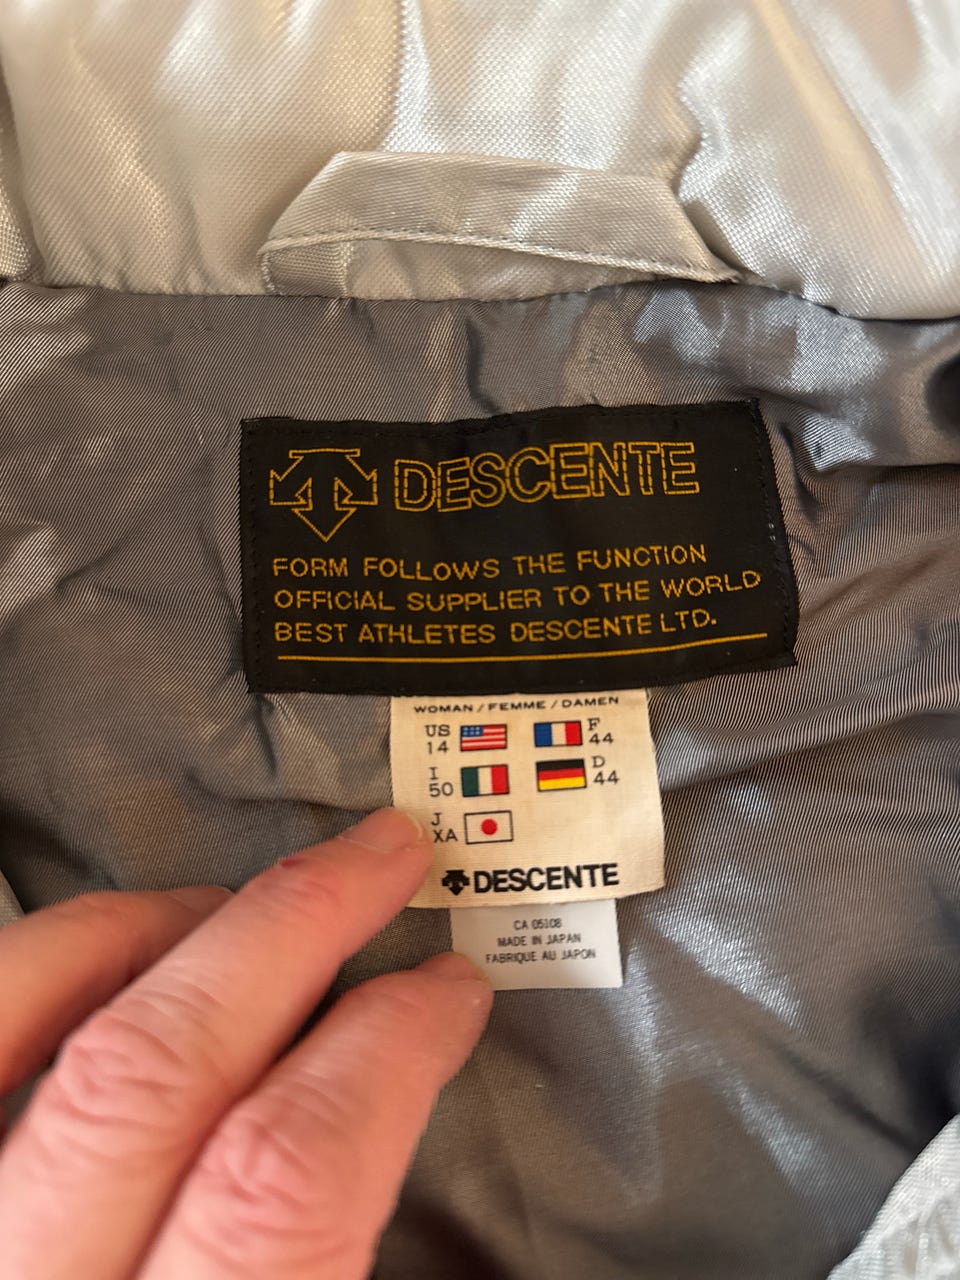 DESCENTE
FORM FOLLOWS THE FUNCTION
OFFICIAL SUPPLIER TO THE WORLD
BEST ATHLETES DESCENTE LTD.
WOMAN / FEMME / DAMEN
US 14 F 44
I 50 D 44
J XA
DESCENTE
CA 05108
MADE IN JAPAN
FABRIQUE AU JAPON